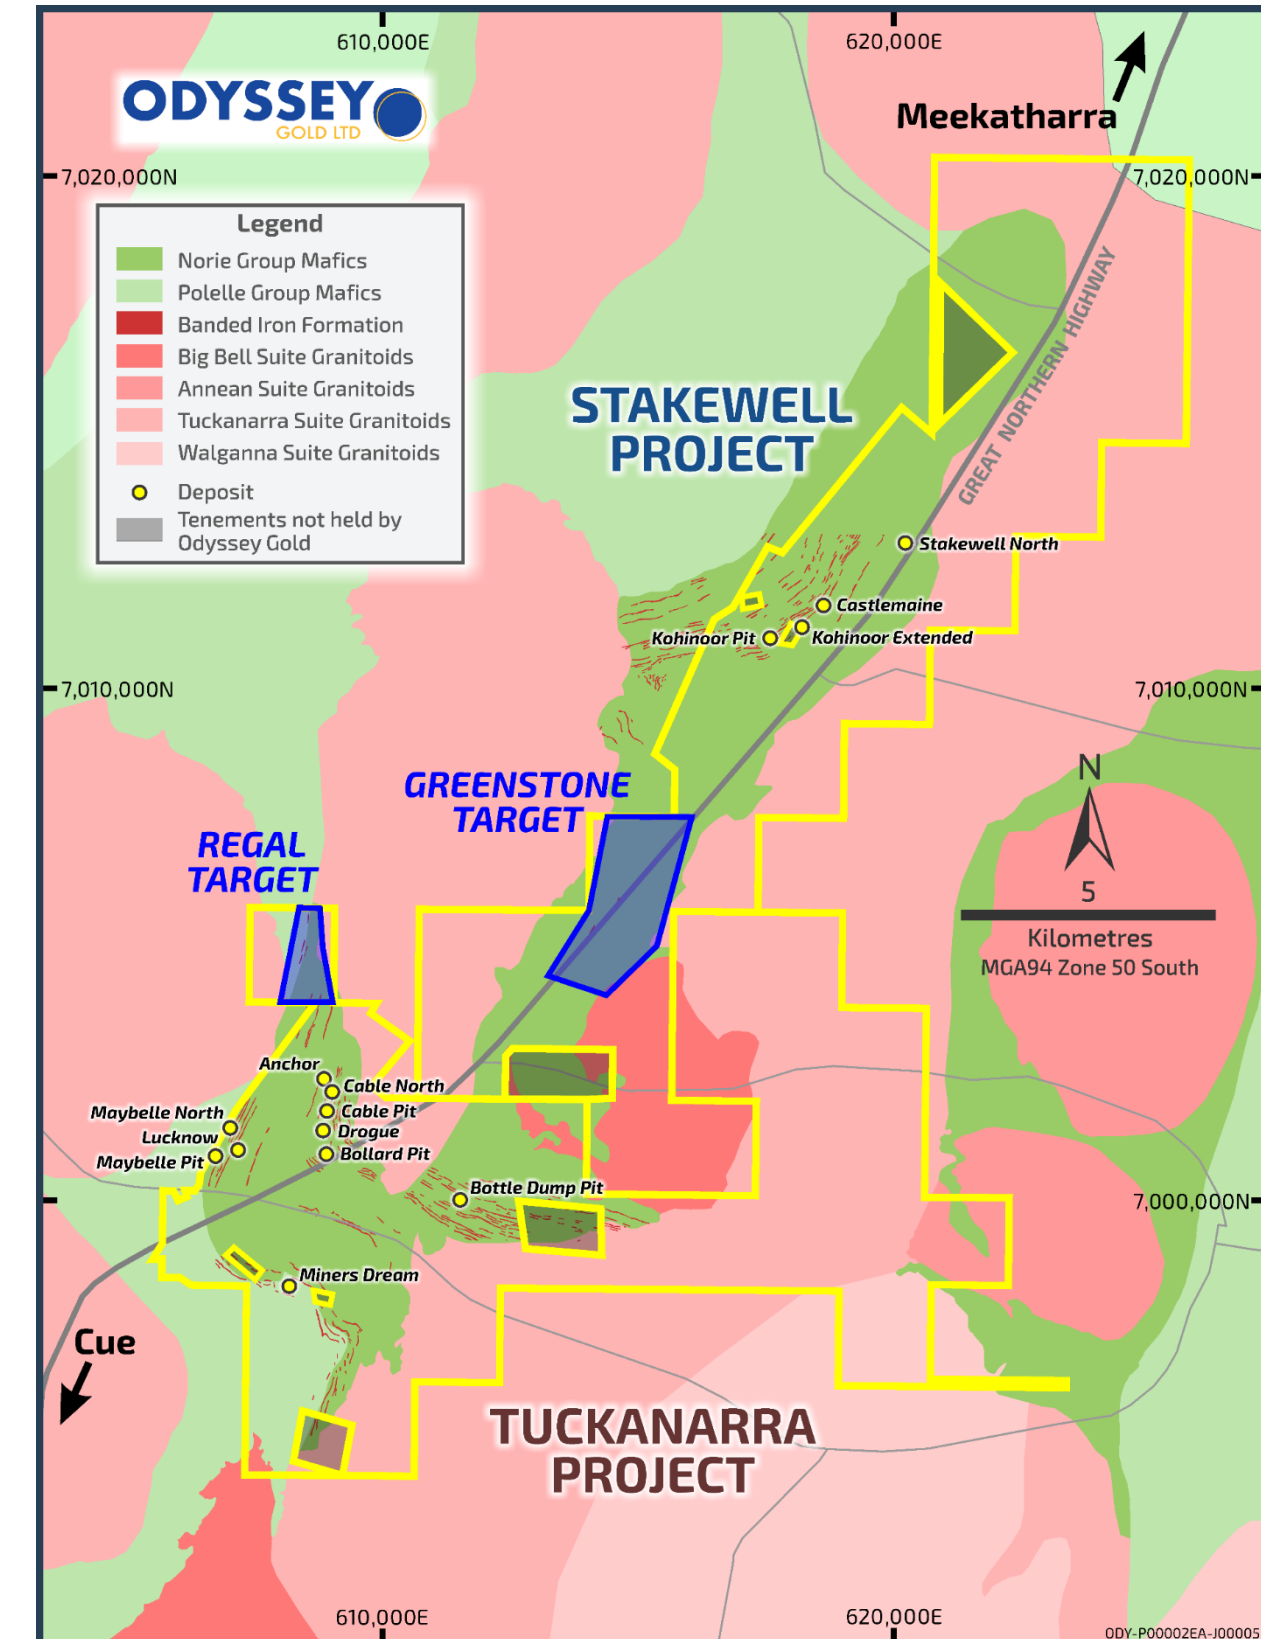 610,000E
620,000E
ODYSSEY
GOLD LTD
Meekatharra
7,020,000N
7,020,000N
Legend
Norie Group Mafics
Polelle Group Mafics
Banded Iron Formation
Big Bell Suite Granitoids
Annean Suite Granitoids
Tuckanarra Suite Granitoids
Walganna Suite Granitoids
Deposit
Tenements not held by
Odyssey Gold
GREAT NORTHERN HIGHWAY
STAKEWELL
PROJECT
Stakewell North
Castlemaine
Kohinoor Pit
Kohinoor Extended
7,010,000N
7,010,000N
GREENSTONE
TARGET
REGAL
TARGET
N
5
Kilometres
MGA94 Zone 50 South
Anchor
Cable North
Cable Pit
Maybelle North
Drogue
Lucknow
Bollard Pit
Maybelle Pit
Bottle Dump Pit
7,000,000N
Miners Dream
Cue
TUCKANARRA
PROJECT
610,000E
620,000E
ODY-P00002EA-J00005